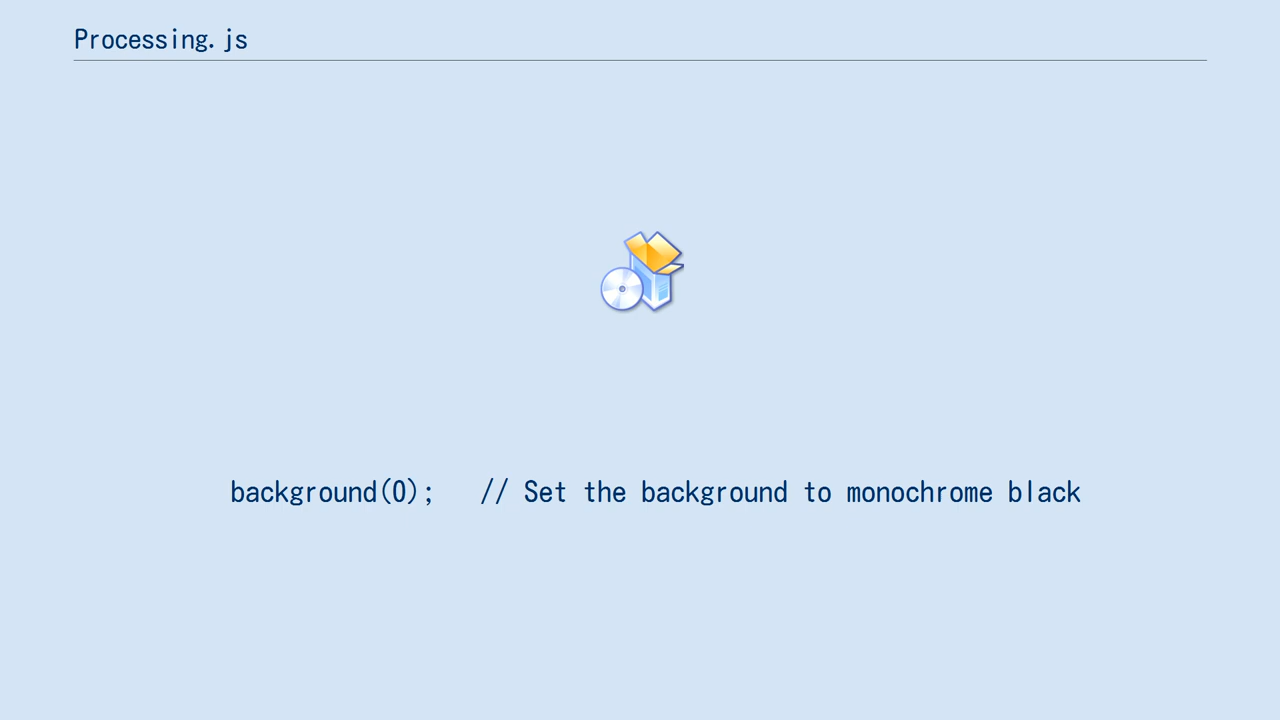 Processing.js
background(0);   // Set the background to monochrome black